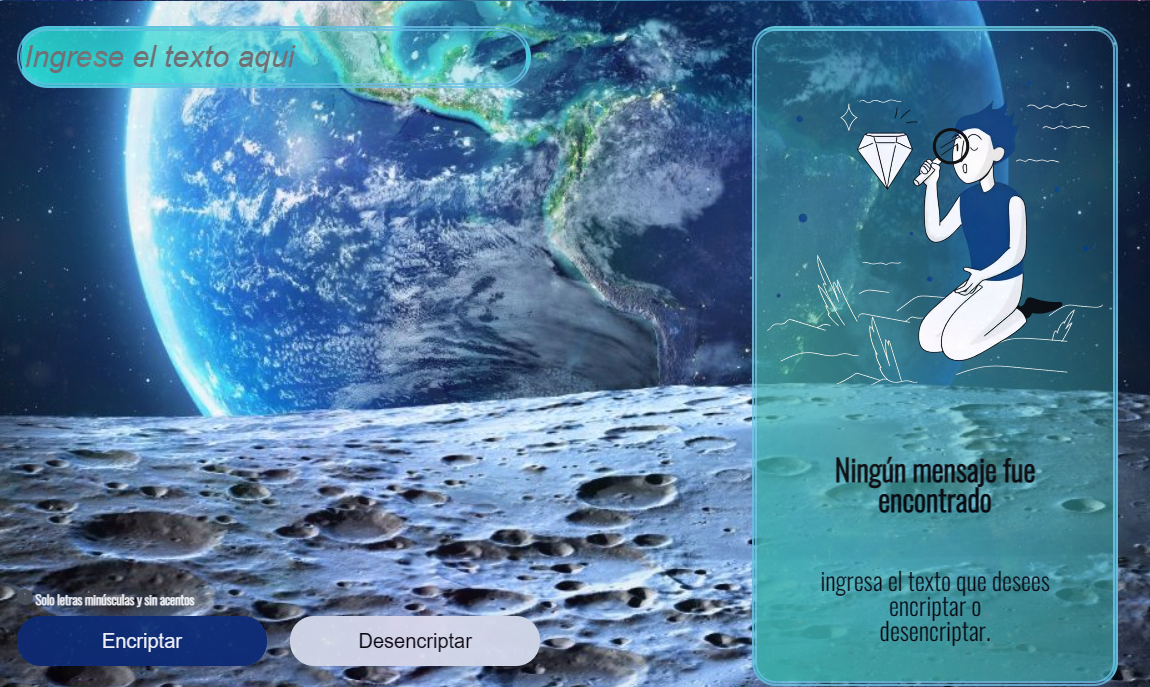 Ingrese el texto aqui
Ningún mensaje fue
encontrado
ingresa el texto que desees
encriptar o
desencriptar.
Solo letras minúsculas y sin acentos
Encriptar
Desencriptar